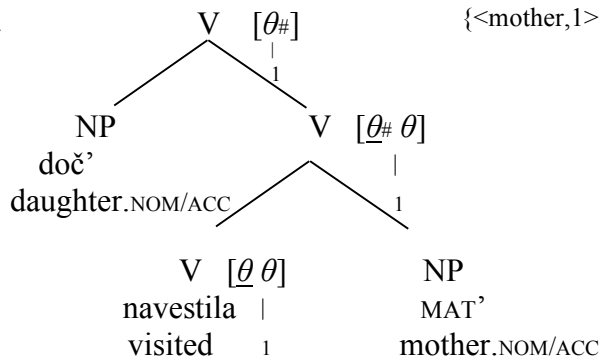 V [θ#] {<mother,1>
|
1
NP V [θ# θ]
doč’ |
daughter.NOM/ACC 1
V [θ θ] NP
navestila | MAT’
visited 1 mother.NOM/ACC